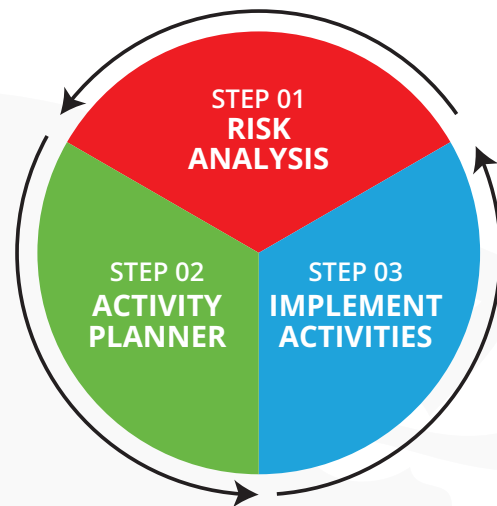 STEP 01
RISK
ANALYSIS
STEP 02
ACTIVITY
PLANNER
STEP 03
IMPLEMENT
ACTIVITIES